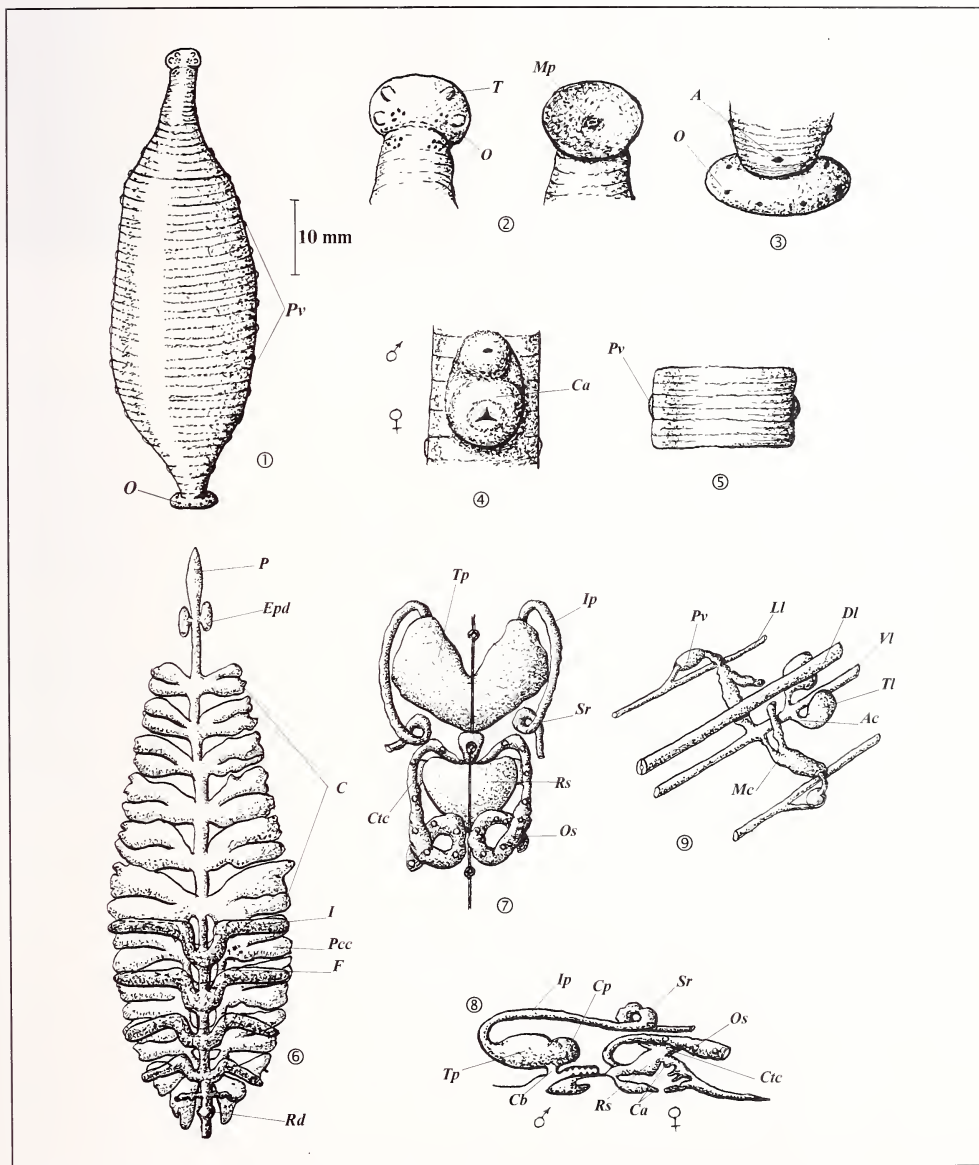 T
Mp
A
O
O
②
③
10 mm
Pv
①
O
♂
♀
Ca
④
Pv
⑤
P
Epd
C
I
Pcc
F
⑥
Rd
Tp
Ip
Sr
Ctc
Rs
Os
⑦
Pv
Ll
Dl
Vl
Tl
Ac
Mc
⑨
⑧
Ip
Cp
Sr
Os
Tp
Cb
Rs
Ca
Ctc
♂
♀